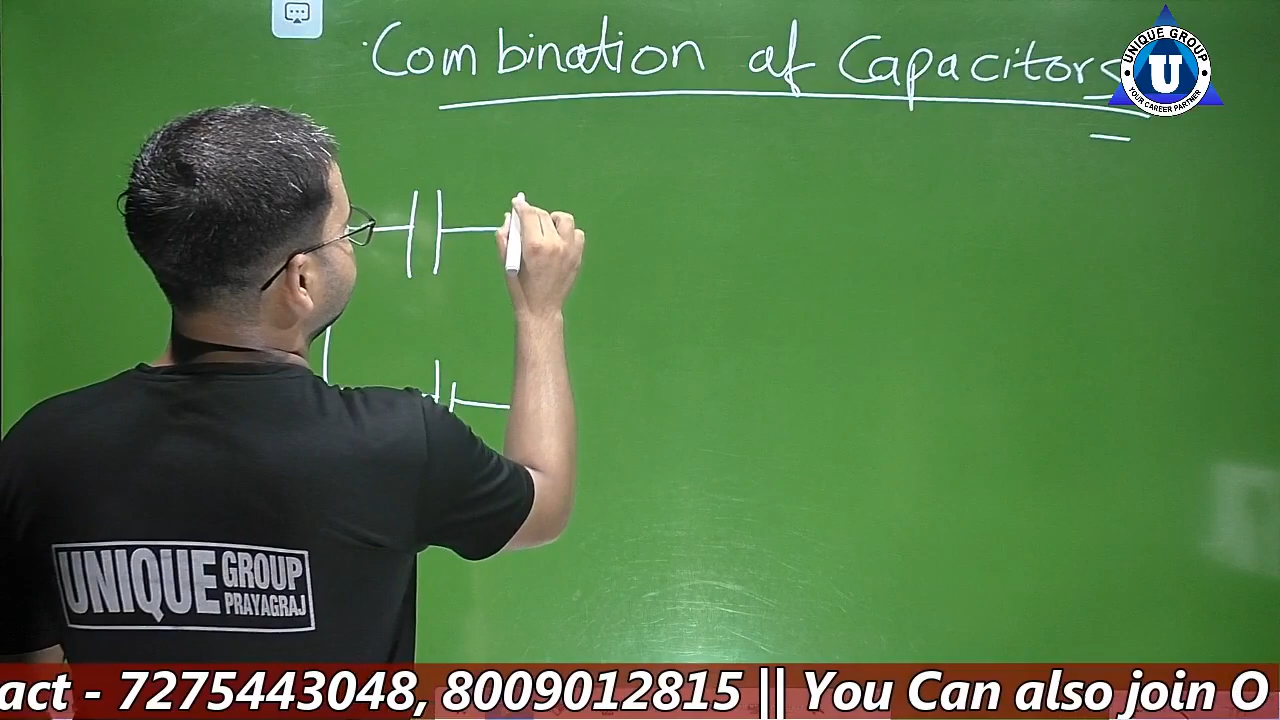 Combination of Capacitors
UNIQUE GROUP
U
YOUR CAREER PARTNER
UNIQUE GROUP
PRAYAGRAJ
act - 7275443048, 8009012815 || You Can also join O